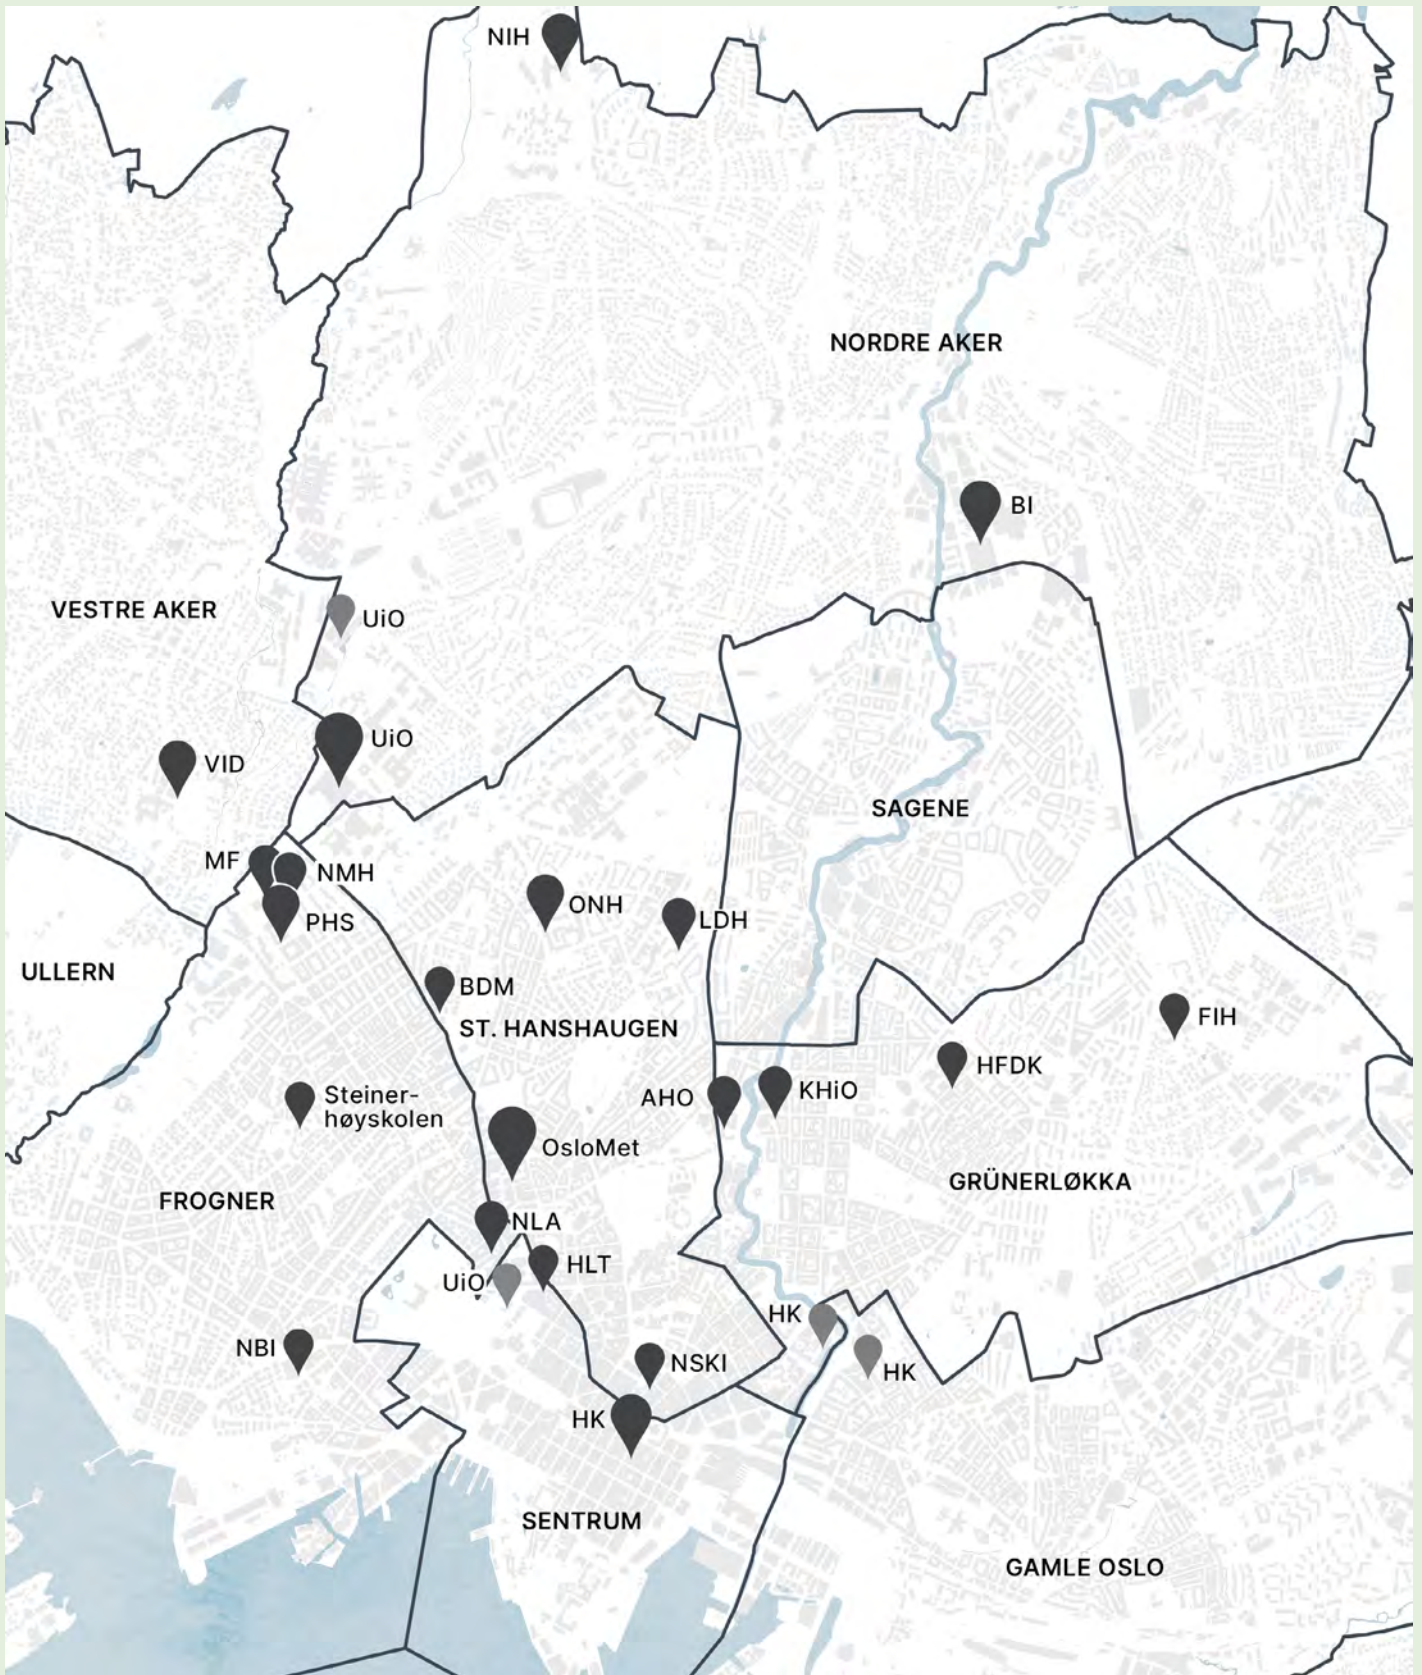 NIH
NORDRE AKER
BI
VESTRE AKER
UiO
UiO
VID
SAGENE
MF
NMH
PHS
ONH
LDH
ULLERN
BDM
ST. HANSHAUGEN
FIH
HFDK
Steiner-
høyskolen
AHO
KHiO
OsloMet
GRÜNERLØKKA
FROGNER
NLA
HLT
UiO
HK
NBI
NSKI
HK
HK
SENTRUM
GAMLE OSLO